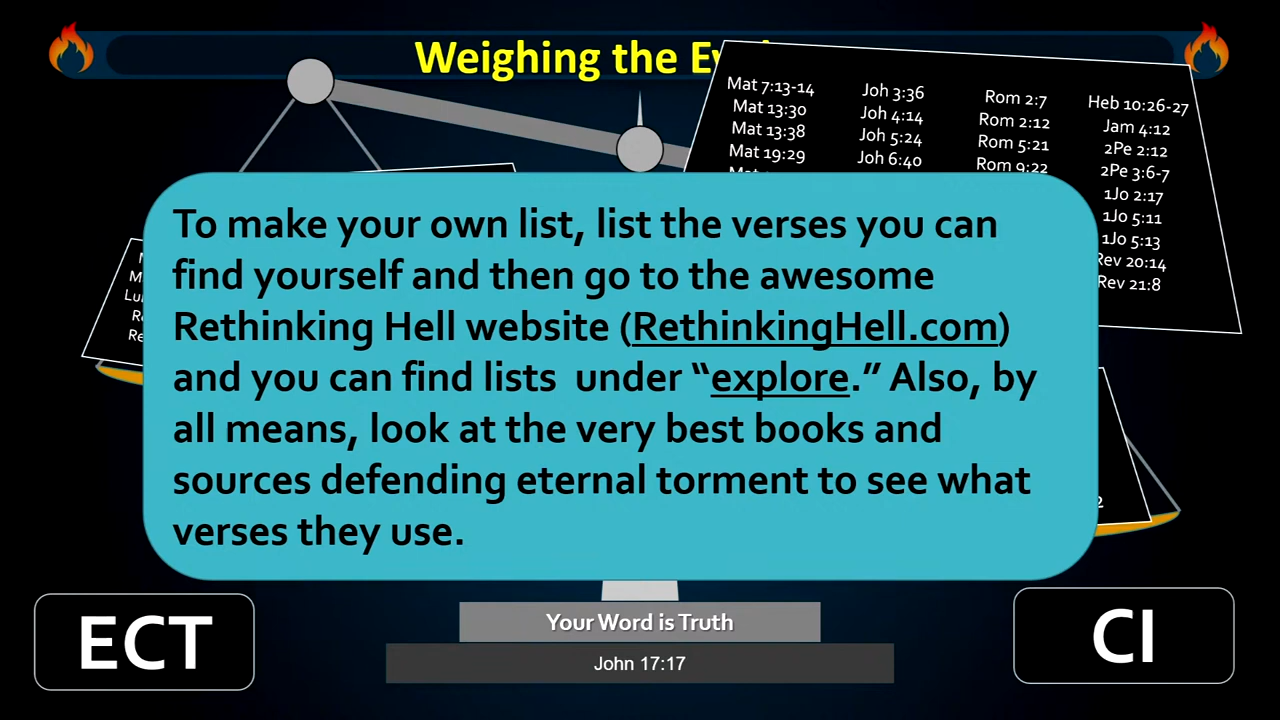 Weighing the
Mat 7:13-14
Mat 13:30
Mat 13:38
Mat 19:29
Joh 3:36
Joh 4:14
Joh 5:24
Joh 6:40
Rom 2:7
Rom 2:12
Rom 5:21
Rom 9:22
Heb 10:26-27
Jam 4:12
2Pe 2:12
2Pe 3:6-7
1Jo 2:17
1Jo 5:11
1Jo 5:13
Rev 20:14
Rev 21:8
To make your own list, list the verses you can
find yourself and then go to the awesome
Rethinking Hell website (RethinkingHell.com)
and you can find lists under “explore.” Also, by
all means, look at the very best books and
sources defending eternal torment to see what
verses they use.
Your Word is Truth
John 17:17
ECT
CI